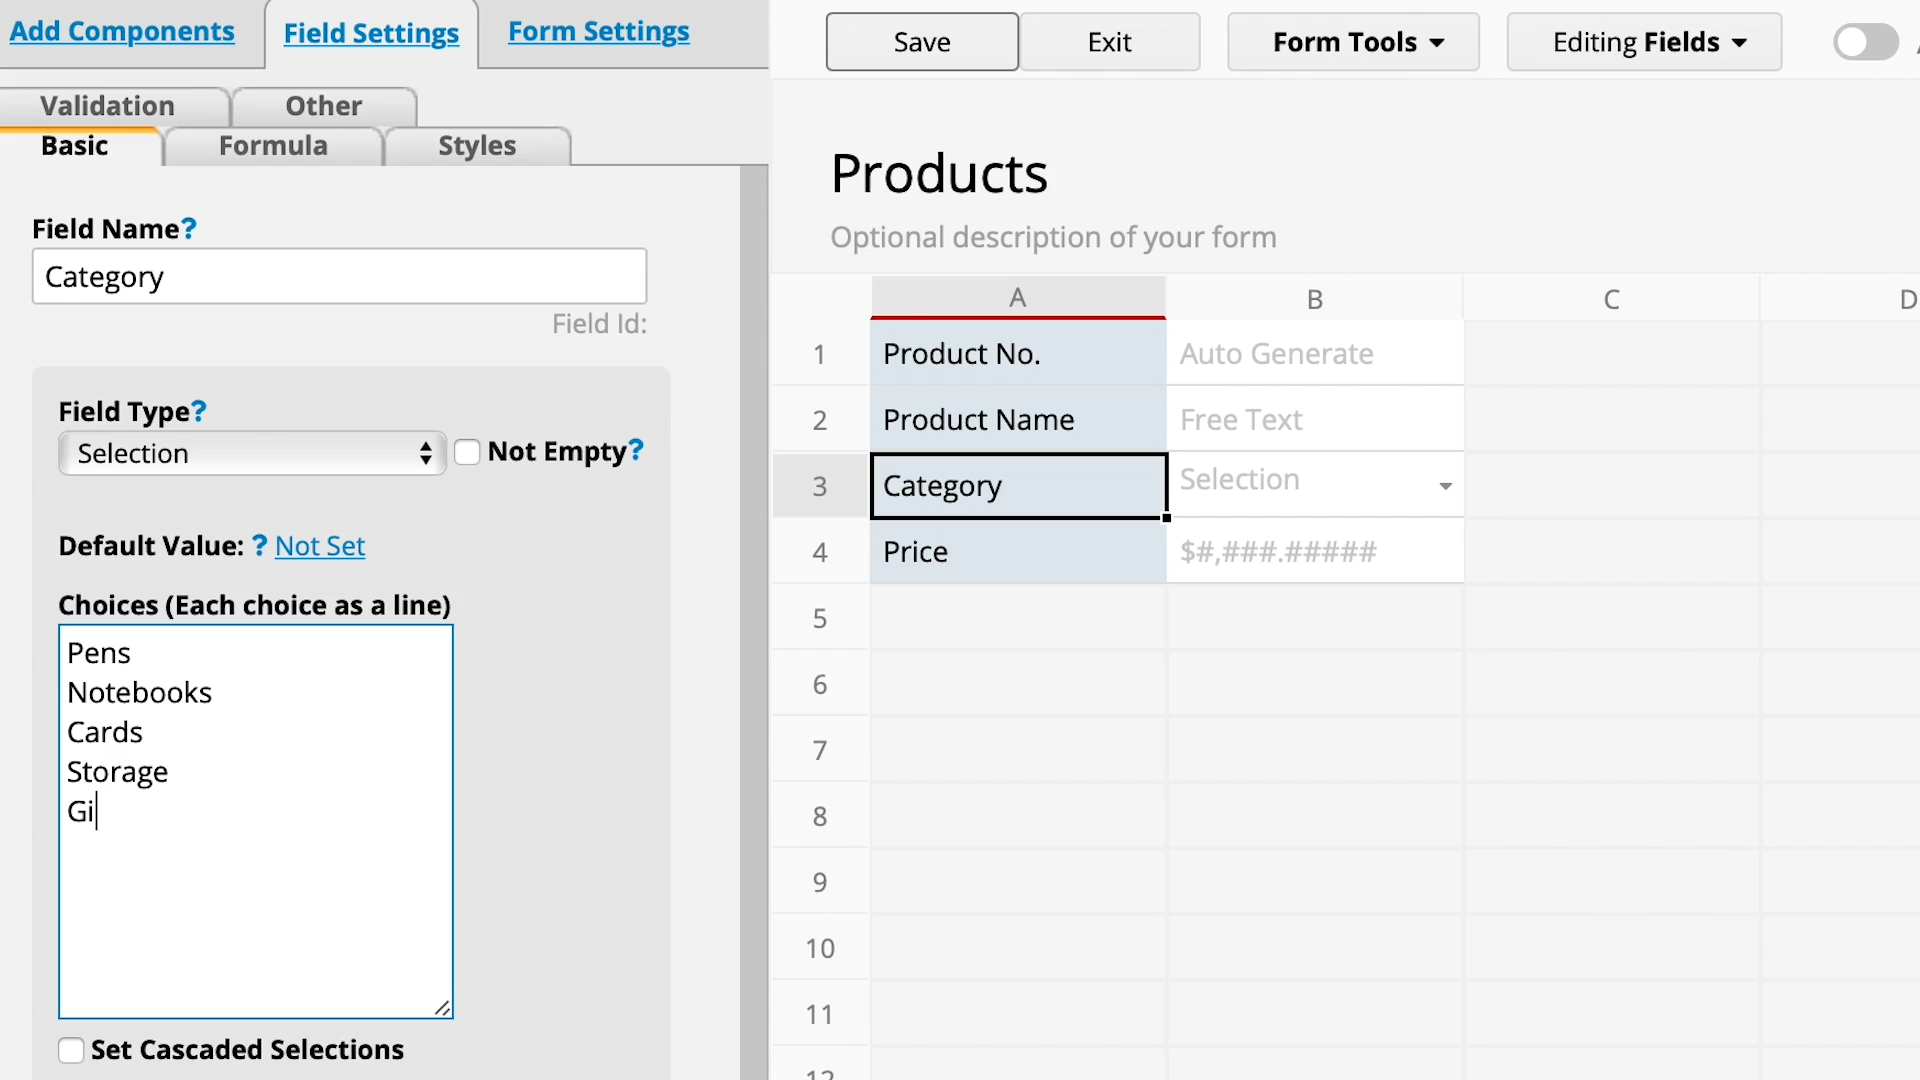 Add Components
Field Settings
Form Settings
Save
Exit
Form Tools
Editing Fields
Validation
Other
Basic
Formula
Styles
Field Name?
Category
Field Id:
Field Type?
Selection
Not Empty?
Default Value: ? Not Set
Choices (Each choice as a line)
Pens
Notebooks
Cards
Storage
Gi
Set Cascaded Selections
Products
Optional description of your form
A B C D
1 Product No. Auto Generate
2 Product Name Free Text
3 Category Selection
4 Price $#,###.#####
5
6
7
8
9
10
11
12